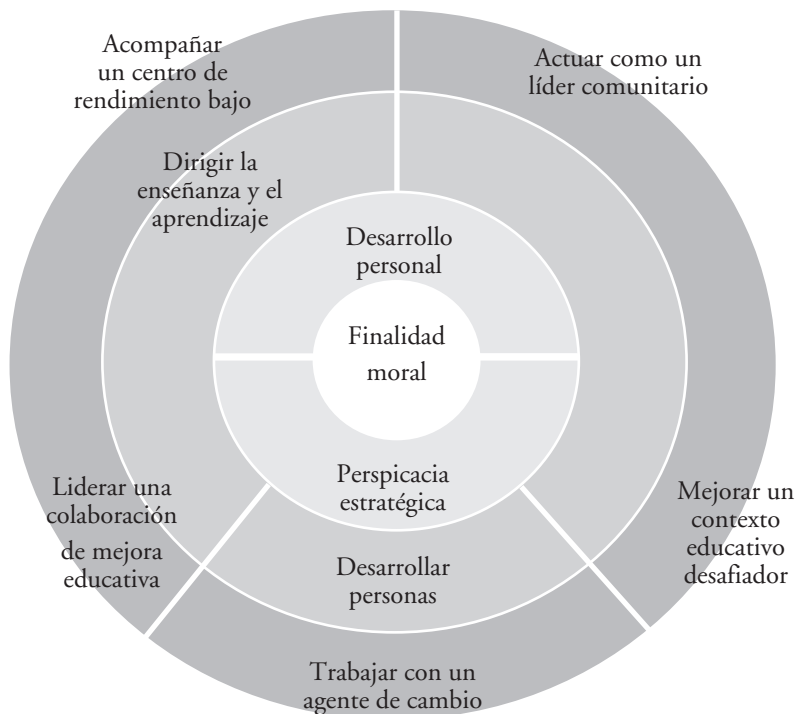 Acompañar
un centro de
rendimiento bajo
Actuar como un
líder comunitario
Dirigir la
enseñanza y el
aprendizaje
Desarrollo
personal
Finalidad
moral
Perspicacia
estratégica
Liderar una
colaboración
de mejora
educativa
Mejorar un
contexto
educativo
desafiador
Desarrollar
personas
Trabajar con un
agente de cambio